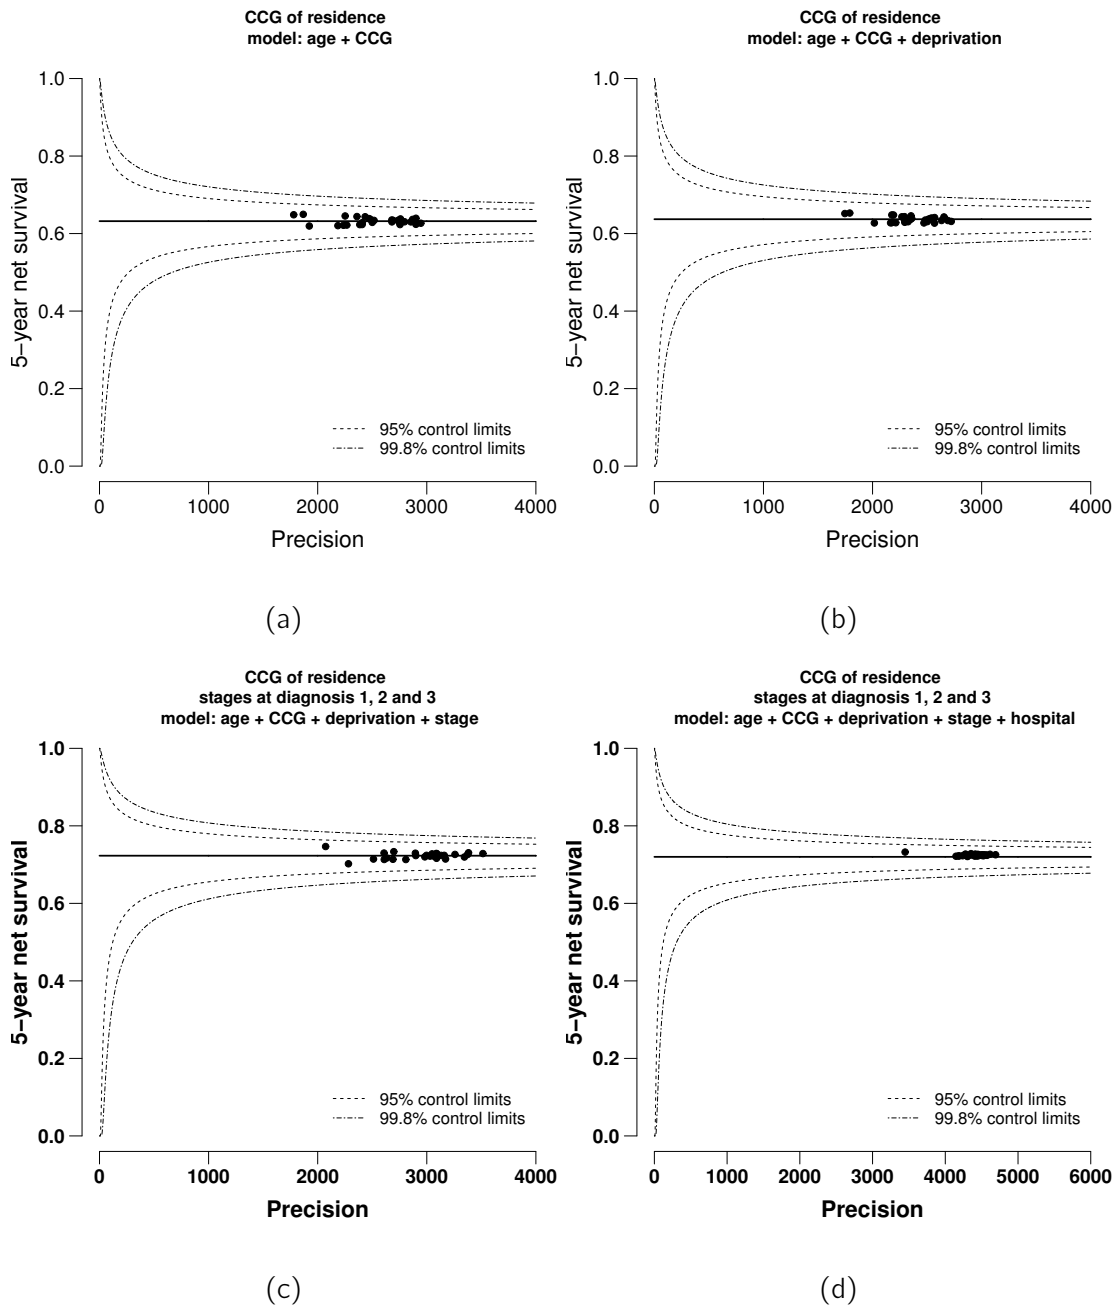 CCG of residence
model: age + CCG
5−year net survival
1.0
0.8
0.6
0.4
0.2
0.0
95% control limits
99.8% control limits
0 1000 2000 3000 4000
Precision
(a)
CCG of residence
model: age + CCG + deprivation
5−year net survival
1.0
0.8
0.6
0.4
0.2
0.0
95% control limits
99.8% control limits
0 1000 2000 3000 4000
Precision
(b)
CCG of residence
stages at diagnosis 1, 2 and 3
model: age + CCG + deprivation + stage
5−year net survival
1.0
0.8
0.6
0.4
0.2
0.0
95% control limits
99.8% control limits
0 1000 2000 3000 4000
Precision
(c)
CCG of residence
stages at diagnosis 1, 2 and 3
model: age + CCG + deprivation + stage + hospital
5−year net survival
1.0
0.8
0.6
0.4
0.2
0.0
95% control limits
99.8% control limits
0 1000 2000 3000 4000 5000 6000
Precision
(d)